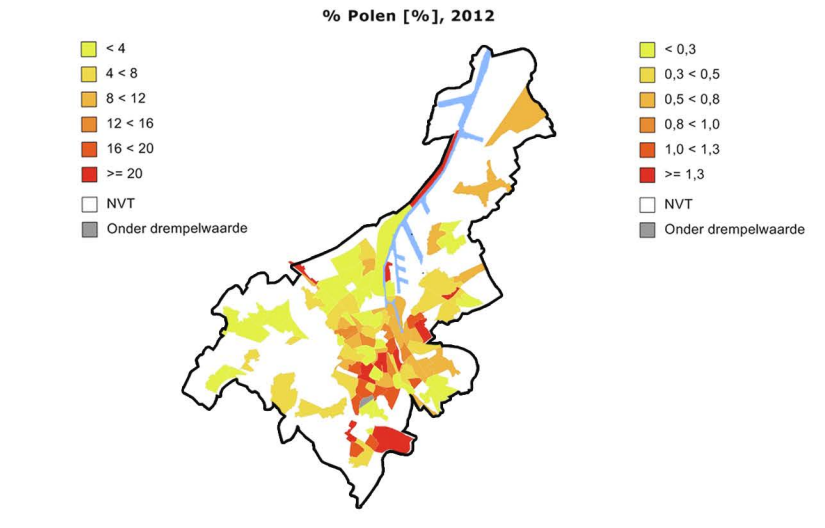 % Polen [%], 2012
< 4
4 < 8
8 < 12
12 < 16
16 < 20
>= 20
NVT
Onder drempelwaarde
< 0,3
0,3 < 0,5
0,5 < 0,8
0,8 < 1,0
1,0 < 1,3
>= 1,3
NVT
Onder drempelwaarde